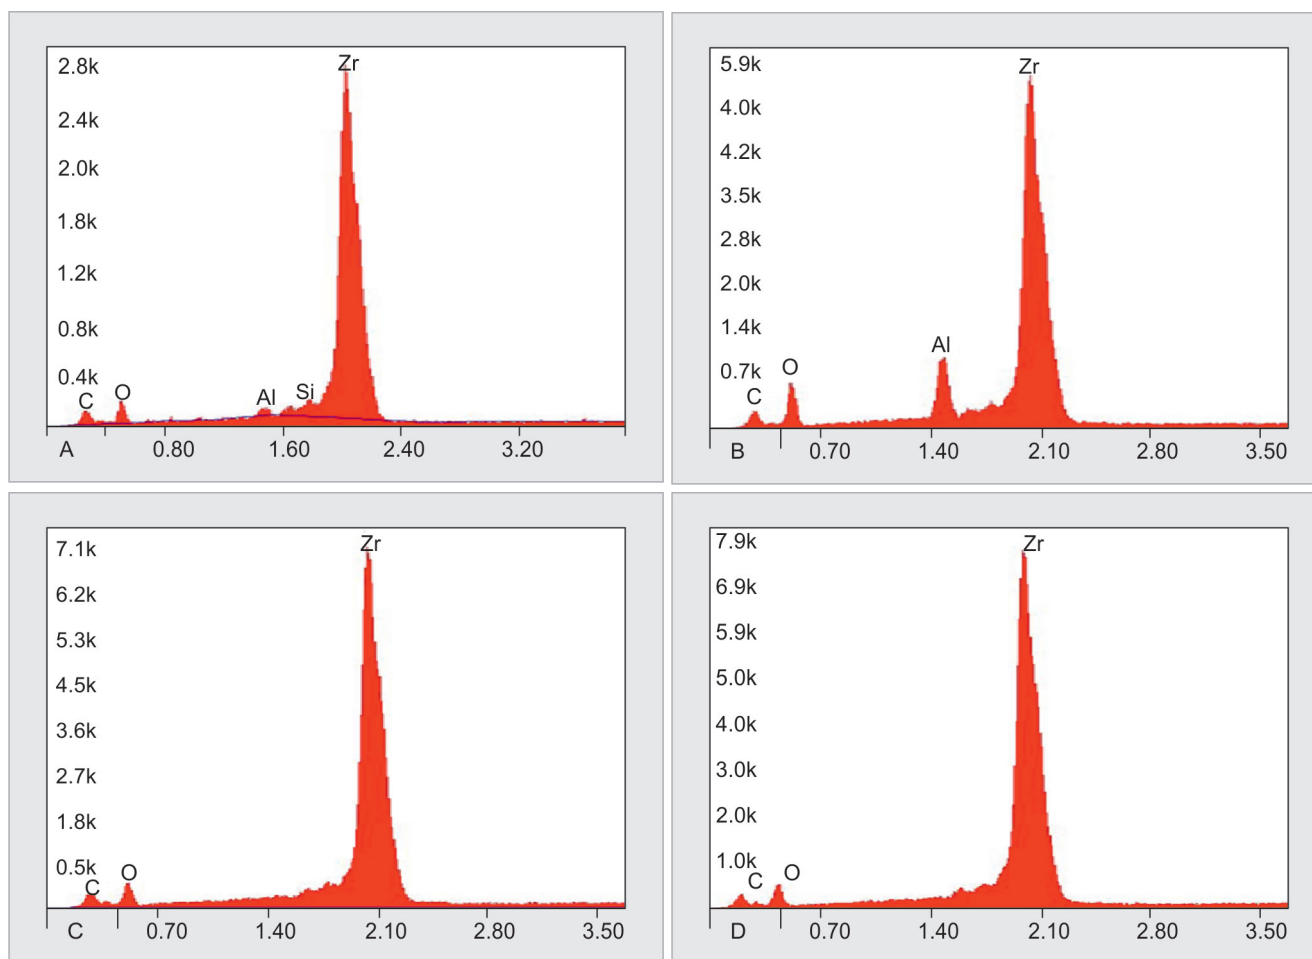 2.8k
Zr
2.4k
2.0k
1.8k
1.2k
0.8k
0.4k
C
O
Al
Si
A
0.80
1.60
2.40
3.20
5.9k
Zr
4.0k
4.2k
3.5k
2.8k
2.0k
1.4k
0.7k
Al
O
C
B
0.70
1.40
2.10
2.80
3.50
7.1k
Zr
6.2k
5.3k
4.5k
3.6k
2.7k
1.8k
0.5k
C
O
C
0.70
1.40
2.10
2.80
3.50
7.9k
Zr
6.9k
5.9k
5.0k
4.0k
3.0k
2.0k
1.0k
C
O
D
0.70
1.40
2.10
2.80
3.50